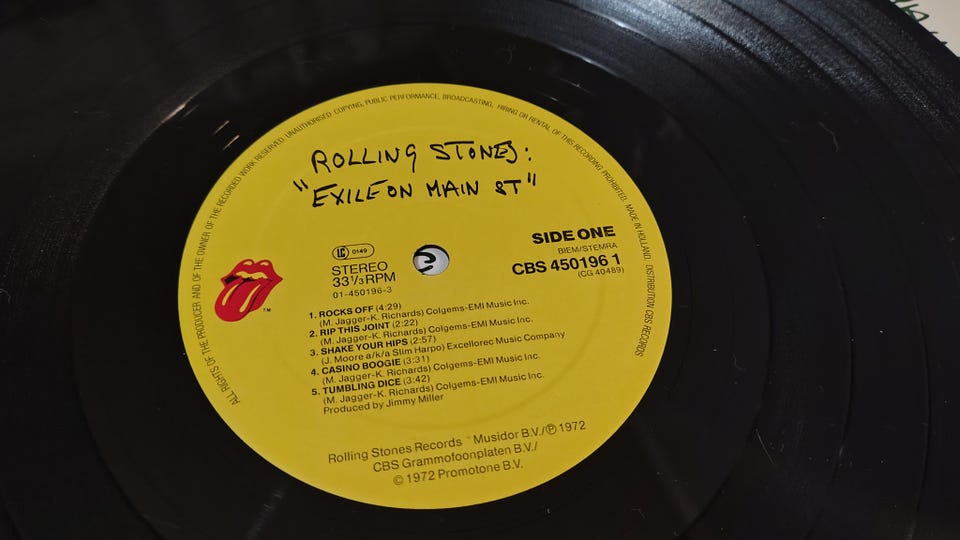 ALL RIGHTS OF THE PRODUCER AND OF THE OWNER OF THE RECORDED WORK RESERVED. UNAUTHORISED COPYING, PUBLIC PERFORMANCE, BROADCASTING, HIRING OR RENTAL OF THIS RECORDING PROHIBITED. MADE IN HOLLAND. DISTRIBUTION CBS RECORDS
ROLLING STONES:
"EXILE ON MAIN ST"
LC 0149
STEREO
33 1/3 RPM
01-450196-3
SIDE ONE
BIEM/STEMRA
CBS 450196 1
(CG 40489)
TM
1. ROCKS OFF (4:29)
(M. Jagger-K. Richards) Colgems-EMI Music Inc.
2. RIP THIS JOINT (2:22)
(M. Jagger-K. Richards) Colgems-EMI Music Inc.
3. SHAKE YOUR HIPS (2:57)
(J. Moore a/k/a Slim Harpo) Excellorec Music Company
4. CASINO BOOGIE (3:31)
(M. Jagger-K. Richards) Colgems-EMI Music Inc.
5. TUMBLING DICE (3:42)
(M. Jagger-K. Richards) Colgems-EMI Music Inc.
Produced by Jimmy Miller
Rolling Stones Records ™ Musidor B.V./℗ 1972
CBS Grammofoonplaten B.V./
© 1972 Promotone B.V.